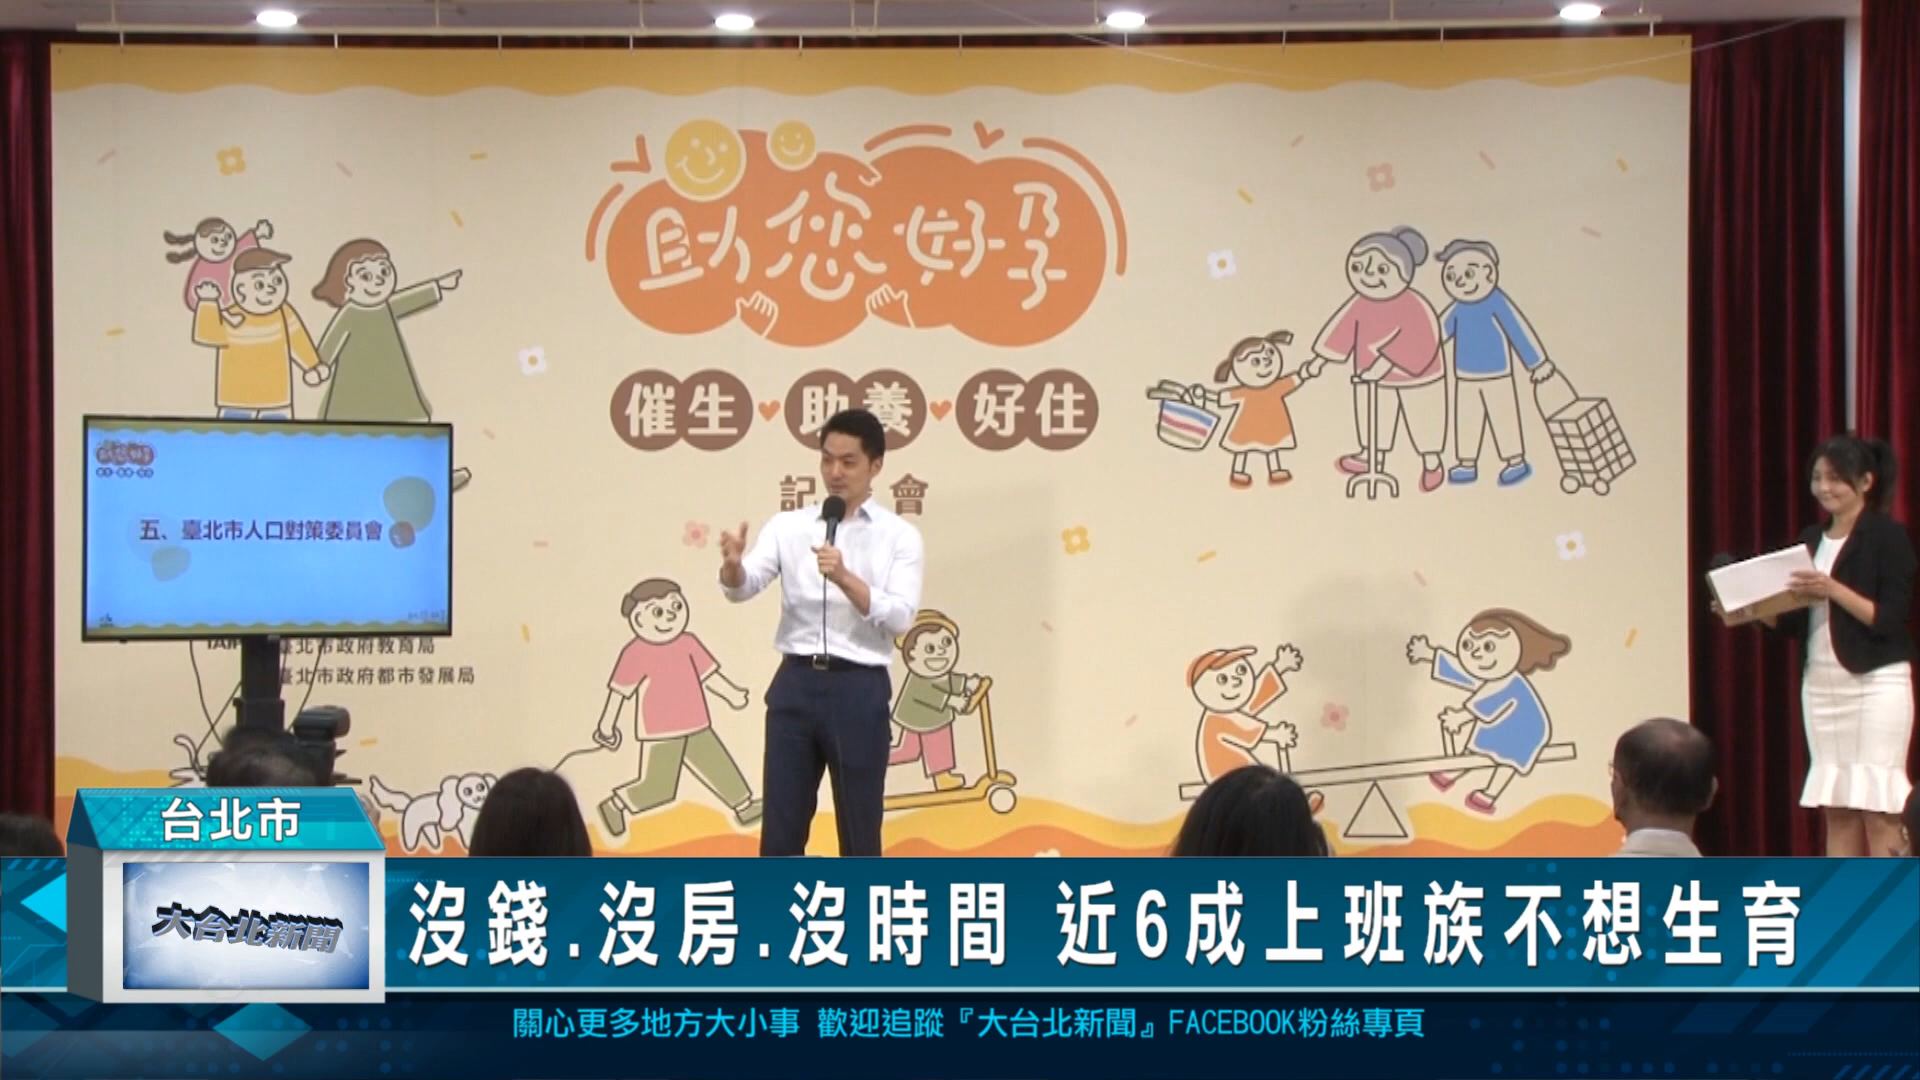 助您好孕
催生 助養 好住
記 會
五、臺北市人口對策委員會
臺北市政府教育局
臺北市政府都市發展局
台北市
大台北新聞
沒錢.沒房.沒時間 近6成上班族不想生育
關心更多地方大小事 歡迎追蹤『大台北新聞』FACEBOOK粉絲專頁